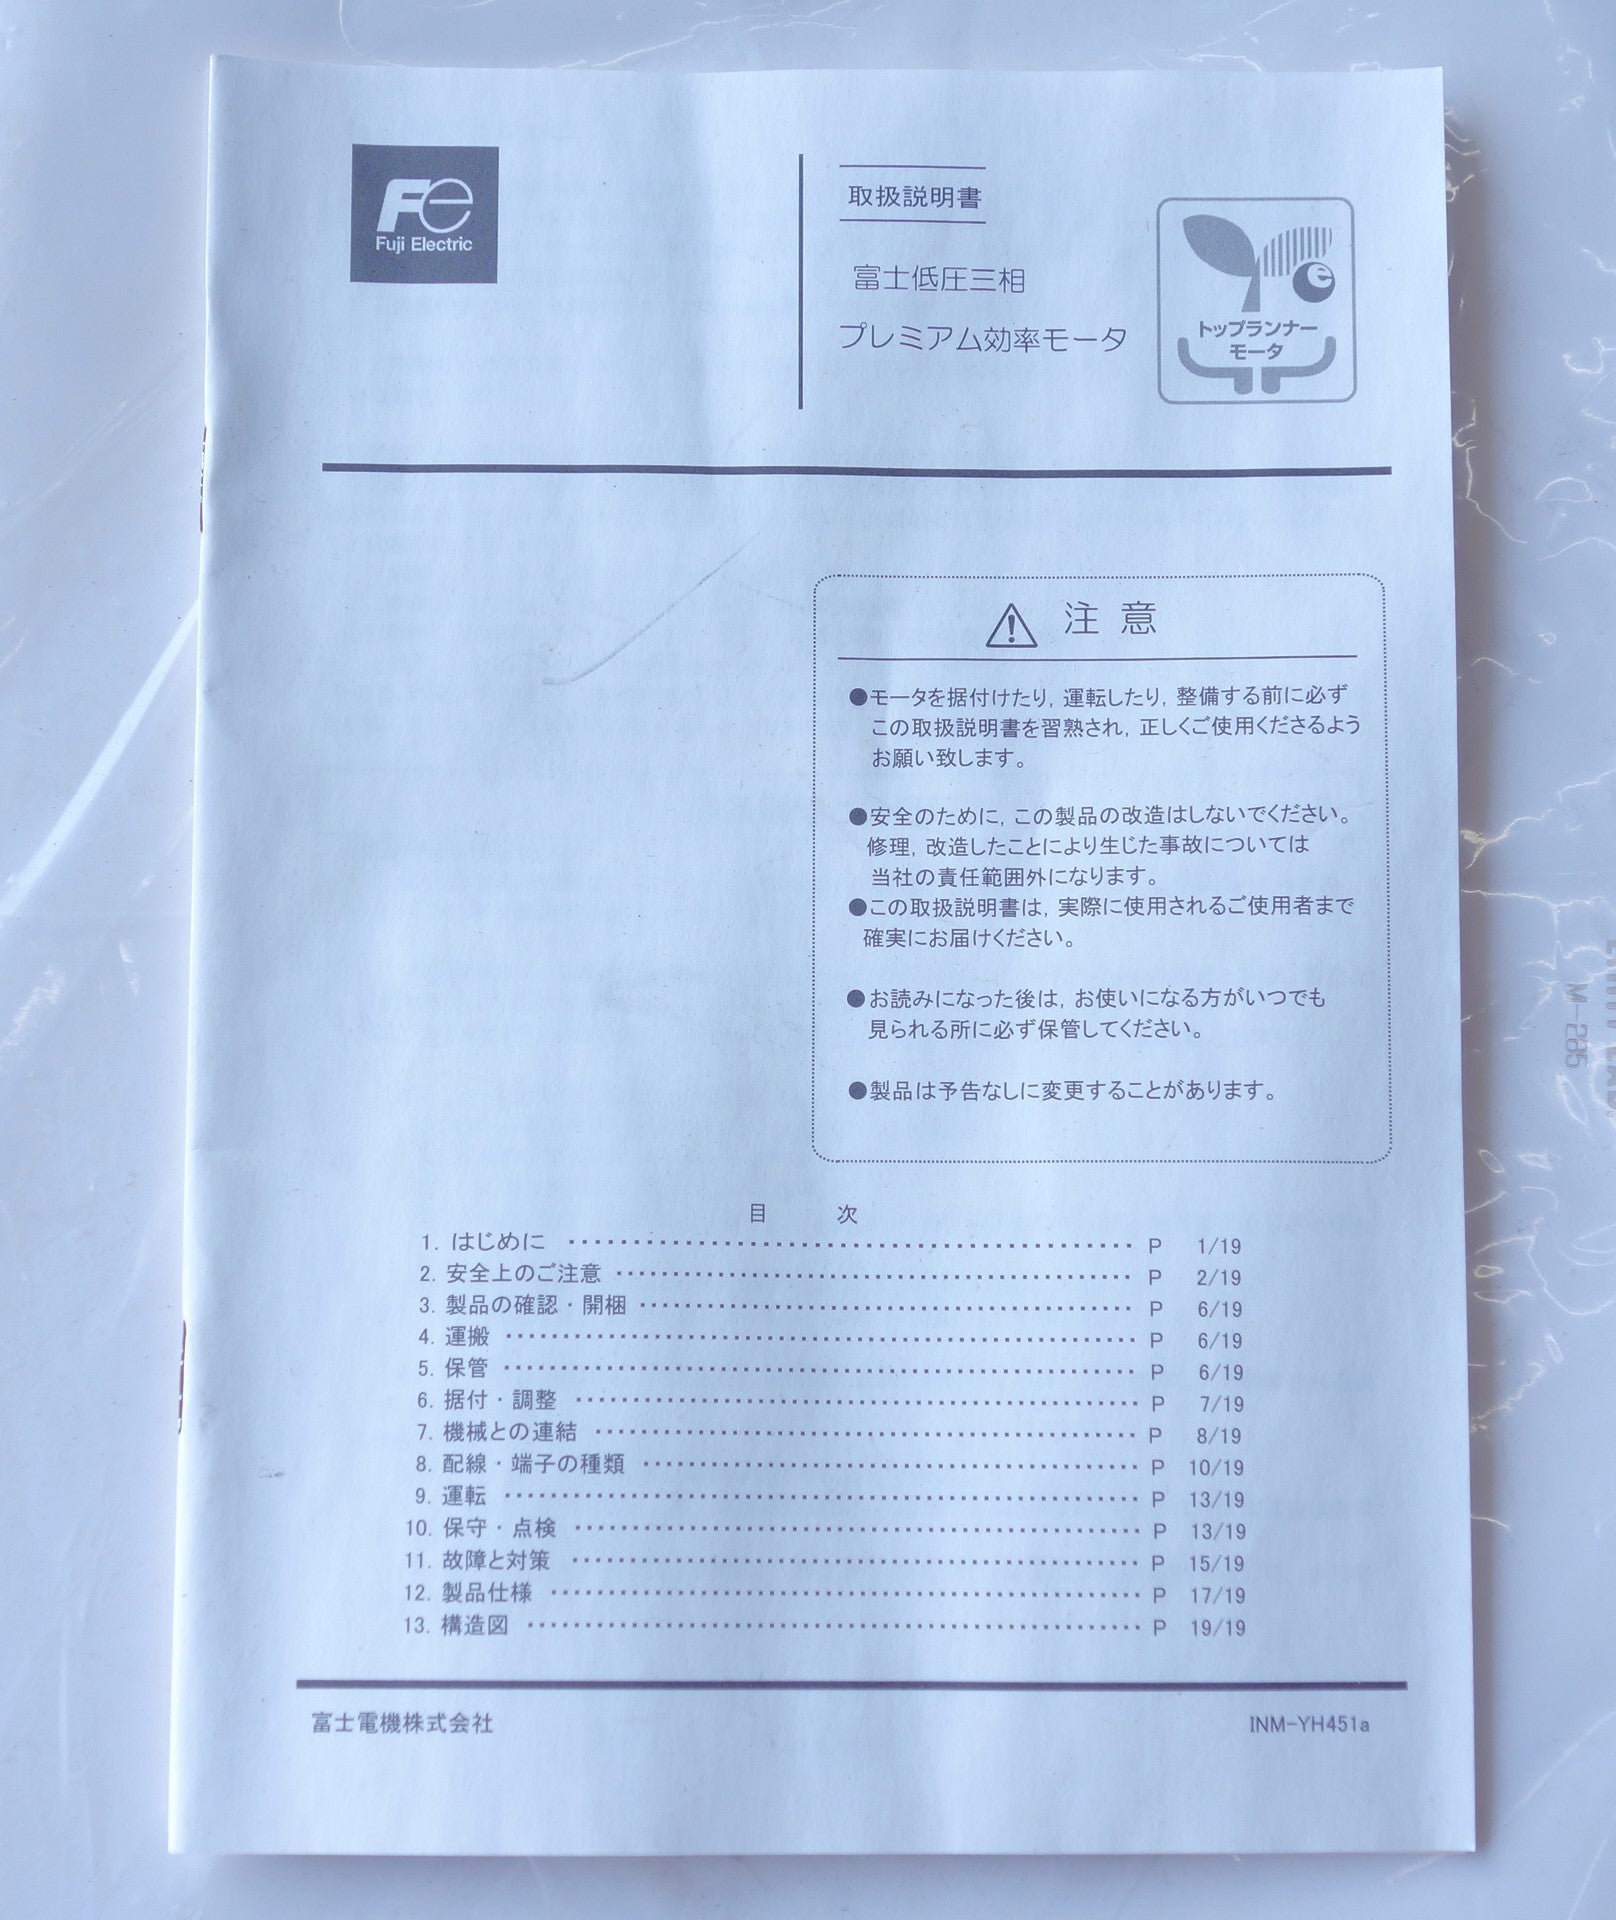 Fe
Fuji Electric
取扱説明書
富士低圧三相
プレミアム効率モータ
e
トップランナー
モータ
注 意
●モータを据付けたり, 運転したり, 整備する前に必ず
この取扱説明書を習熟され, 正しくご使用くださるよう
お願い致します。
●安全のために, この製品の改造はしないでください。
修理, 改造したことにより生じた事故については
当社の責任範囲外になります。
●この取扱説明書は, 実際に使用されるご使用者まで
確実にお届けください。
●お読みになった後は, お使いになる方がいつでも
見られる所に必ず保管してください。
●製品は予告なしに変更することがあります。
目 次
1. はじめに ・・・・・・・・・・・・・・・・・・・・ P 1/19
2. 安全上のご注意 ・・・・・・・・・・・・・・・・・・・・ P 2/19
3. 製品の確認・開梱 ・・・・・・・・・・・・・・・・・・・・ P 6/19
4. 運搬 ・・・・・・・・・・・・・・・・・・・・ P 6/19
5. 保管 ・・・・・・・・・・・・・・・・・・・・ P 6/19
6. 据付・調整 ・・・・・・・・・・・・・・・・・・・・ P 7/19
7. 機械との連結 ・・・・・・・・・・・・・・・・・・・・ P 8/19
8. 配線・端子の種類 ・・・・・・・・・・・・・・・・・・・・ P 10/19
9. 運転 ・・・・・・・・・・・・・・・・・・・・ P 13/19
10. 保守・点検 ・・・・・・・・・・・・・・・・・・・・ P 13/19
11. 故障と対策 ・・・・・・・・・・・・・・・・・・・・ P 15/19
12. 製品仕様 ・・・・・・・・・・・・・・・・・・・・ P 17/19
13. 構造図 ・・・・・・・・・・・・・・・・・・・・ P 19/19
富士電機株式会社
INM-YH451a
M-285